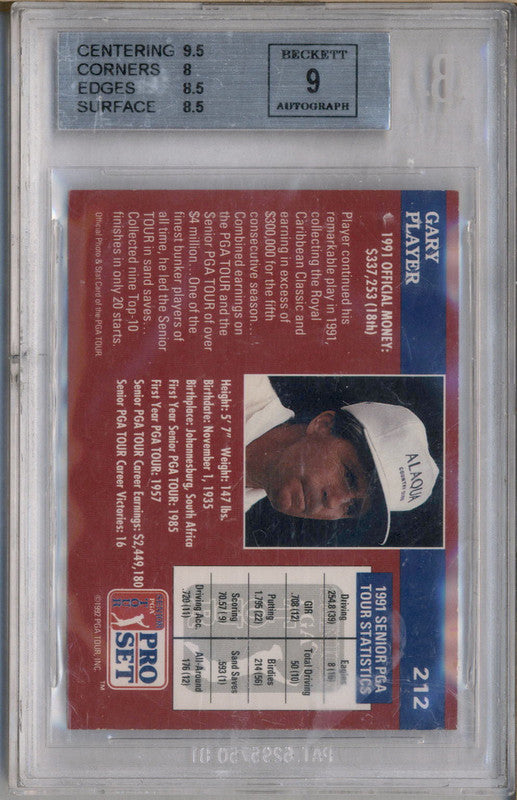 CENTERING 9.5
CORNERS 8
EDGES 8.5
SURFACE 8.5
BECKETT
9
AUTOGRAPH
GARY
PLAYER
212
1991 OFFICIAL MONEY:
$337,253 (18th)
Player continued his
remarkable play in 1991,
collecting the Royal
Caribbean Classic and
earning in excess of
$300,000 for the fifth
consecutive season...
Combined earnings on
the PGA TOUR and the
Senior PGA TOUR of over
$4 million... One of the
finest bunker players of
all time, he led the Senior
TOUR in sand saves...
Collected nine Top-10
finishes in only 20 starts.
Official Photo & Stat Card of the PGA TOUR.
ALAQUA
COUNTRY CLUB
Height: 5' 7" Weight: 147 lbs.
Birthdate: November 1, 1935
Birthplace: Johannesburg, South Africa
First Year Senior PGA TOUR: 1985
First Year PGA TOUR: 1957
Senior PGA TOUR Career Earnings: $2,449,180
Senior PGA TOUR Career Victories: 16
1991 SENIOR PGA
TOUR STATISTICS
Driving Eagles
254.8 (39) 8 (16)
GIR Total Driving
.708 (12) 50 (10)
Putting Birdies
1.795 (22) 214 (56)
Scoring Sand Saves
70.57 (9) .593 (1)
Driving Acc. All-Around
.720 (11) 176 (12)
SENIOR
PGA
TOUR
PRO
SET
TM
©1992 PGA TOUR, INC.